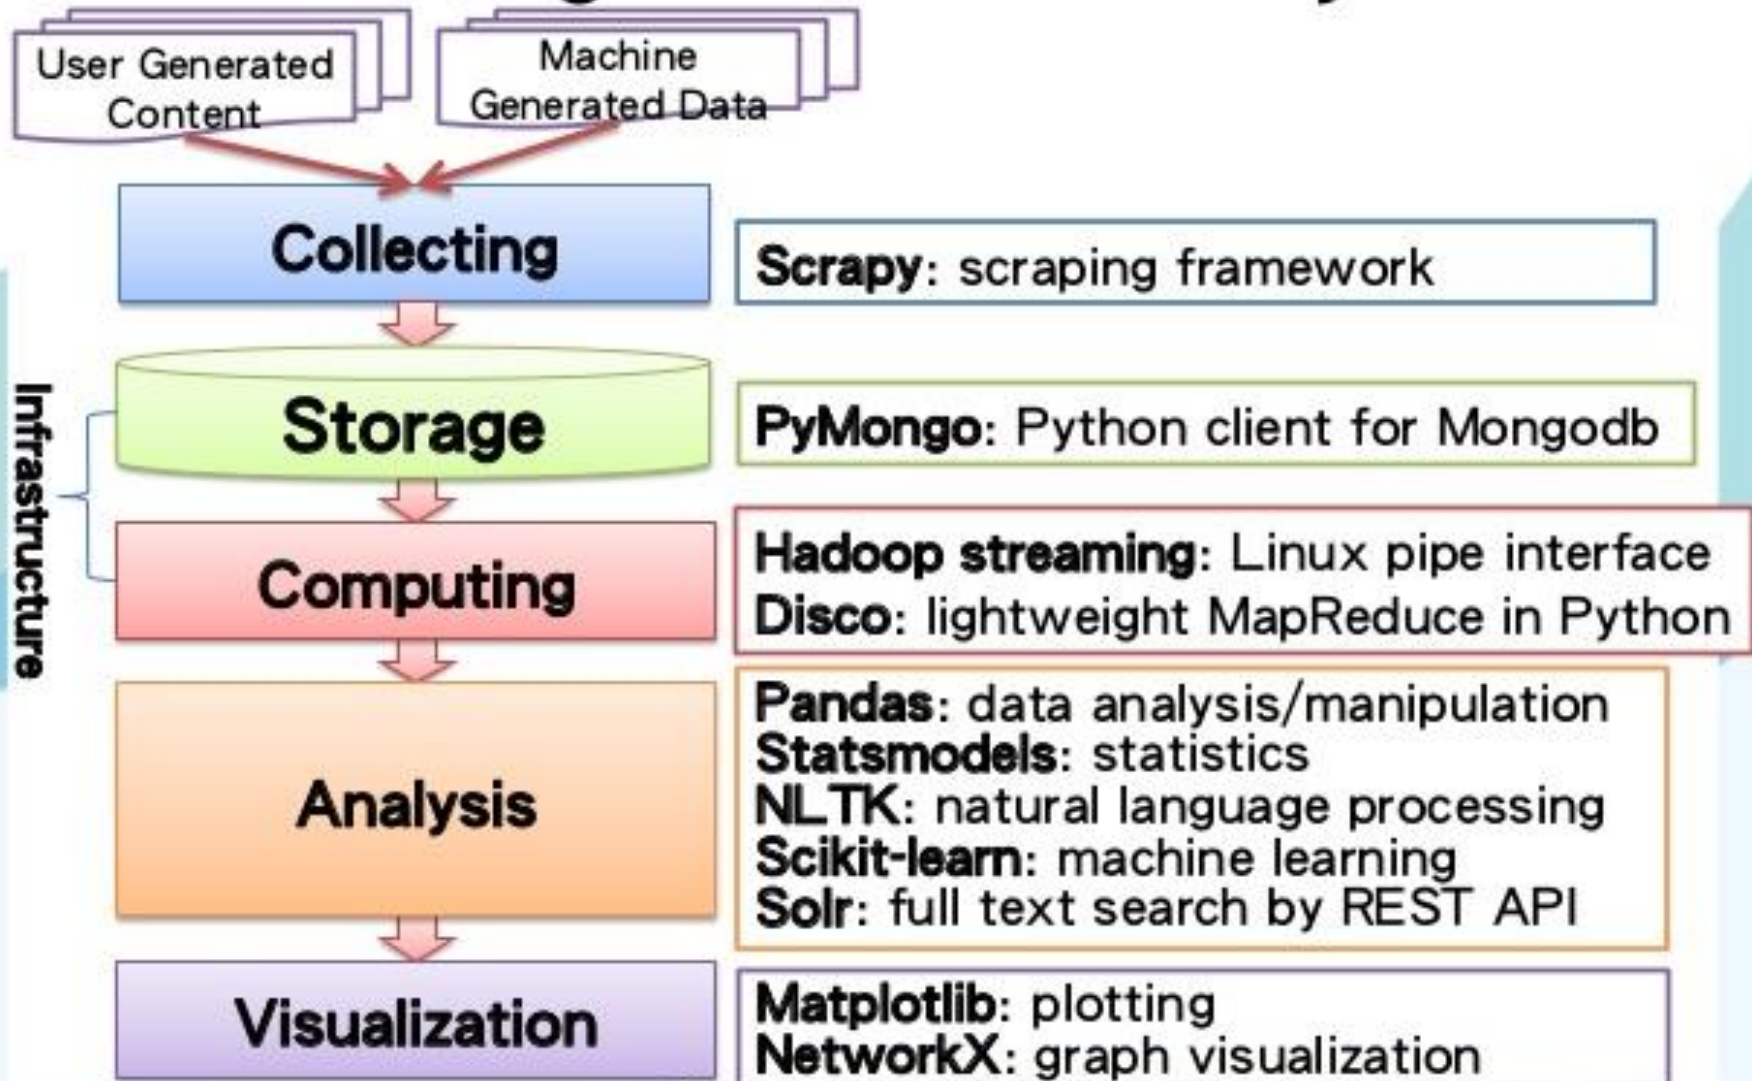 User Generated
Content
Machine
Generated Data
Collecting
Scrapy: scraping framework
Infrastructure
Storage
PyMongo: Python client for Mongodb
Computing
Hadoop streaming: Linux pipe interface
Disco: lightweight MapReduce in Python
Analysis
Pandas: data analysis/manipulation
Statsmodels: statistics
NLTK: natural language processing
Scikit-learn: machine learning
Solr: full text search by REST API
Visualization
Matplotlib: plotting
NetworkX: graph visualization